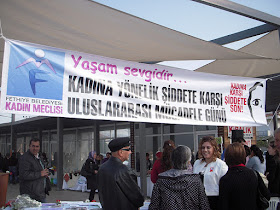 Yaşam sevgidir...
KADINA YÖNELİK ŞİDDETE KARŞI
ULUSLARARASI MÜCADELE GÜNÜ
FETHİYE BELEDİYESİ
KADIN MECLİSİ
KADINA
KARŞI
ŞİDDETE
SON!